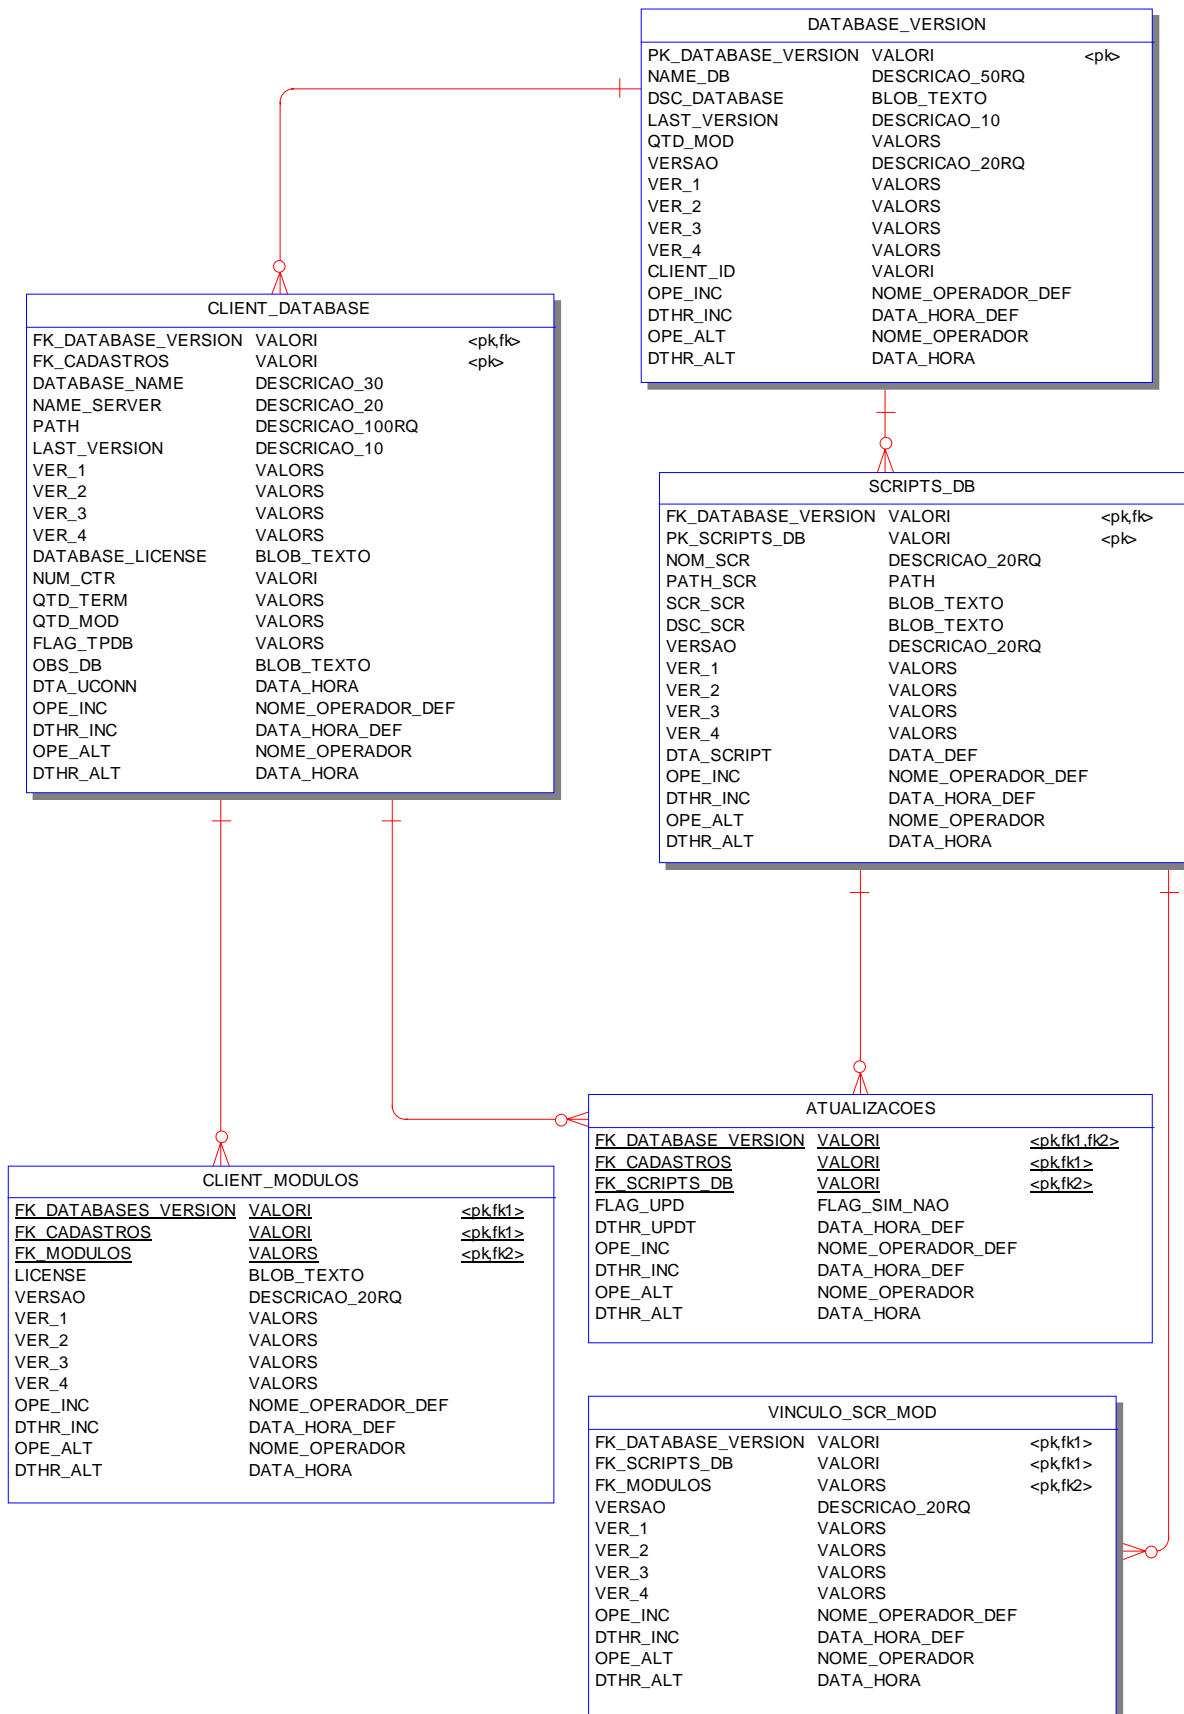 DATABASE_VERSION
PK_DATABASE_VERSION VALORI <pk>
NAME_DB DESCRICAO_50RQ
DSC_DATABASE BLOB_TEXTO
LAST_VERSION DESCRICAO_10
QTD_MOD VALORS
VERSAO DESCRICAO_20RQ
VER_1 VALORS
VER_2 VALORS
VER_3 VALORS
VER_4 VALORS
CLIENT_ID VALORI
OPE_INC NOME_OPERADOR_DEF
DTHR_INC DATA_HORA_DEF
OPE_ALT NOME_OPERADOR
DTHR_ALT DATA_HORA
CLIENT_DATABASE
FK_DATABASE_VERSION VALORI <pk,fk>
FK_CADASTROS VALORI <pk>
DATABASE_NAME DESCRICAO_30
NAME_SERVER DESCRICAO_20
PATH DESCRICAO_100RQ
LAST_VERSION DESCRICAO_10
VER_1 VALORS
VER_2 VALORS
VER_3 VALORS
VER_4 VALORS
DATABASE_LICENSE BLOB_TEXTO
NUM_CTR VALORI
QTD_TERM VALORS
QTD_MOD VALORS
FLAG_TPDB VALORS
OBS_DB BLOB_TEXTO
DTA_UCONN DATA_HORA
OPE_INC NOME_OPERADOR_DEF
DTHR_INC DATA_HORA_DEF
OPE_ALT NOME_OPERADOR
DTHR_ALT DATA_HORA
SCRIPTS_DB
FK_DATABASE_VERSION VALORI <pk,fk>
PK_SCRIPTS_DB VALORI <pk>
NOM_SCR DESCRICAO_20RQ
PATH_SCR PATH
SCR_SCR BLOB_TEXTO
DSC_SCR BLOB_TEXTO
VERSAO DESCRICAO_20RQ
VER_1 VALORS
VER_2 VALORS
VER_3 VALORS
VER_4 VALORS
DTA_SCRIPT DATA_DEF
OPE_INC NOME_OPERADOR_DEF
DTHR_INC DATA_HORA_DEF
OPE_ALT NOME_OPERADOR
DTHR_ALT DATA_HORA
ATUALIZACOES
FK_DATABASE_VERSION VALORI <pk,fk1,fk2>
FK_CADASTROS VALORI <pk,fk1>
FK_SCRIPTS_DB VALORI <pk,fk2>
FLAG_UPD FLAG_SIM_NAO
DTHR_UPDT DATA_HORA_DEF
OPE_INC NOME_OPERADOR_DEF
DTHR_INC DATA_HORA_DEF
OPE_ALT NOME_OPERADOR
DTHR_ALT DATA_HORA
CLIENT_MODULOS
FK_DATABASES_VERSION VALORI <pk,fk1>
FK_CADASTROS VALORI <pk,fk1>
FK_MODULOS VALORS <pk,fk2>
LICENSE BLOB_TEXTO
VERSAO DESCRICAO_20RQ
VER_1 VALORS
VER_2 VALORS
VER_3 VALORS
VER_4 VALORS
OPE_INC NOME_OPERADOR_DEF
DTHR_INC DATA_HORA_DEF
OPE_ALT NOME_OPERADOR
DTHR_ALT DATA_HORA
VINCULO_SCR_MOD
FK_DATABASE_VERSION VALORI <pk,fk1>
FK_SCRIPTS_DB VALORI <pk,fk1>
FK_MODULOS VALORS <pk,fk2>
VERSAO DESCRICAO_20RQ
VER_1 VALORS
VER_2 VALORS
VER_3 VALORS
VER_4 VALORS
OPE_INC NOME_OPERADOR_DEF
DTHR_INC DATA_HORA_DEF
OPE_ALT NOME_OPERADOR
DTHR_ALT DATA_HORA